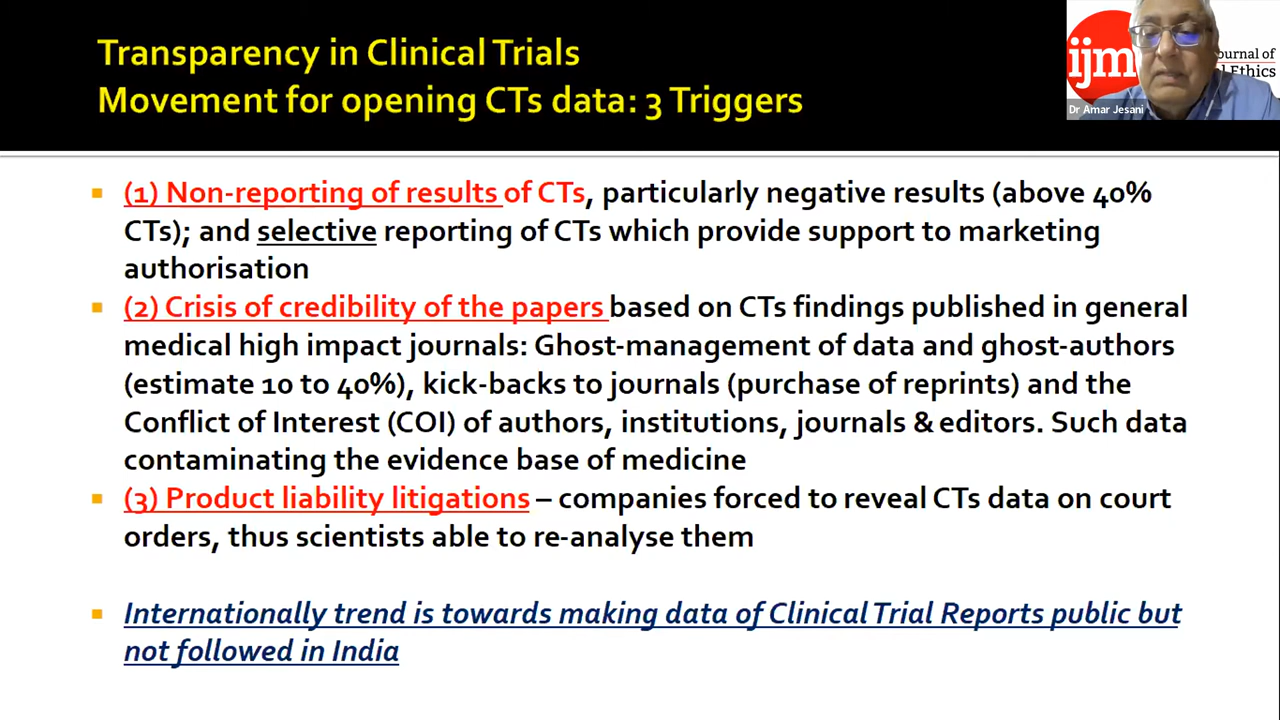 Transparency in Clinical Trials
Movement for opening CTs data: 3 Triggers
ijm
ournal of
Ethics
Dr Amar Jesani
(1) Non-reporting of results of CTs, particularly negative results (above 40%
CTs); and selective reporting of CTs which provide support to marketing
authorisation
(2) Crisis of credibility of the papers based on CTs findings published in general
medical high impact journals: Ghost-management of data and ghost-authors
(estimate 10 to 40%), kick-backs to journals (purchase of reprints) and the
Conflict of Interest (COI) of authors, institutions, journals & editors. Such data
contaminating the evidence base of medicine
(3) Product liability litigations – companies forced to reveal CTs data on court
orders, thus scientists able to re-analyse them
Internationally trend is towards making data of Clinical Trial Reports public but
not followed in India